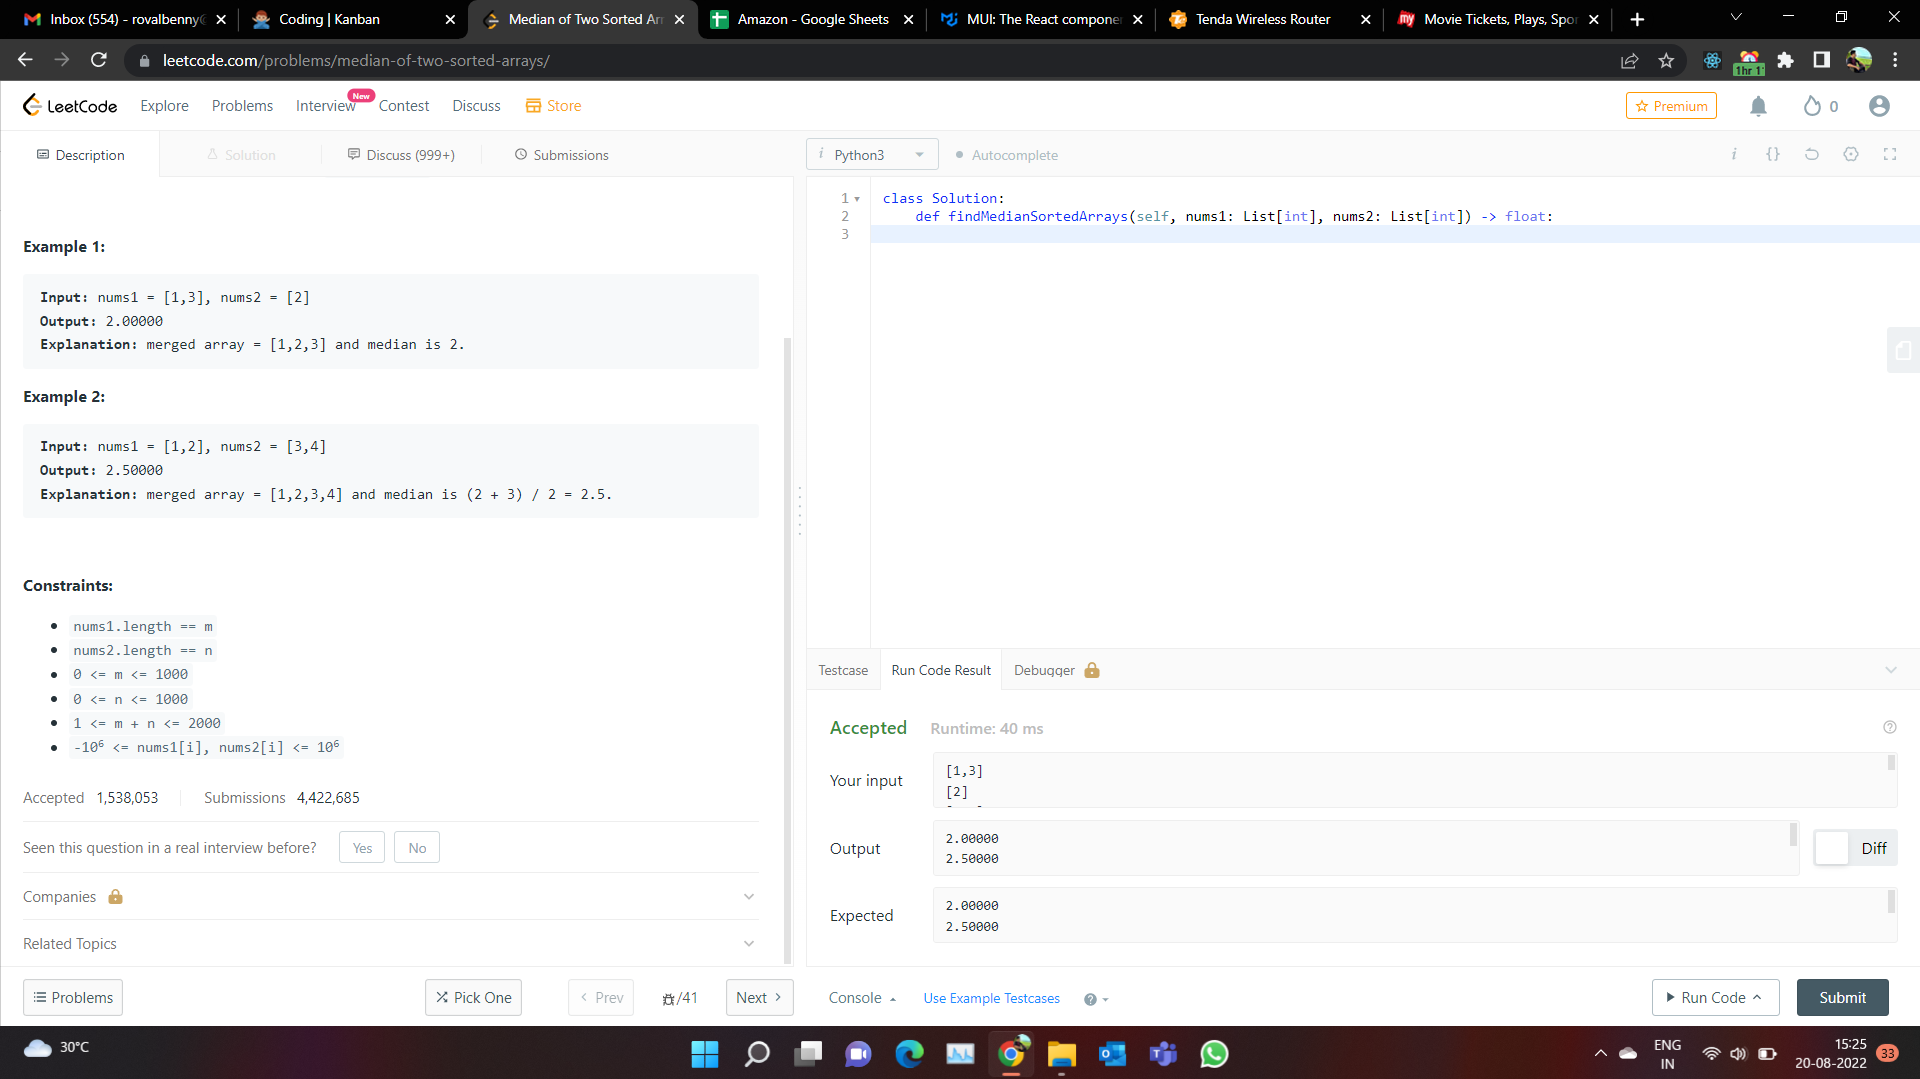 Inbox (554) - rovalbenny@
Coding | Kanban
Median of Two Sorted Ar
Amazon - Google Sheets
MUI: The React compone
Tenda Wireless Router
my Movie Tickets, Plays, Spo
leetcode.com/problems/median-of-two-sorted-arrays/
1hr 1
LeetCode
Explore
Problems
Interview
New
Contest
Discuss
Store
Premium
0
Description
Solution
Discuss (999+)
Submissions
i Python3
Autocomplete
i {}
Example 1:
Input: nums1 = [1,3], nums2 = [2]
Output: 2.00000
Explanation: merged array = [1,2,3] and median is 2.
Example 2:
Input: nums1 = [1,2], nums2 = [3,4]
Output: 2.50000
Explanation: merged array = [1,2,3,4] and median is (2 + 3) / 2 = 2.5.
Constraints:
nums1.length == m
nums2.length == n
0 <= m <= 1000
0 <= n <= 1000
1 <= m + n <= 2000
-10⁶ <= nums1[i], nums2[i] <= 10⁶
Accepted 1,538,053
Submissions 4,422,685
Seen this question in a real interview before?
Yes
No
Companies
Related Topics
Problems
Pick One
Prev
/41
Next
1 class Solution:
2 def findMedianSortedArrays(self, nums1: List[int], nums2: List[int]) -> float:
3
Testcase
Run Code Result
Debugger
Accepted Runtime: 40 ms
Your input
[1,3]
[2]
Output
2.00000
2.50000
Diff
Expected
2.00000
2.50000
Console
Use Example Testcases
Run Code
Submit
30°C
ENG
IN
15:25
20-08-2022
33